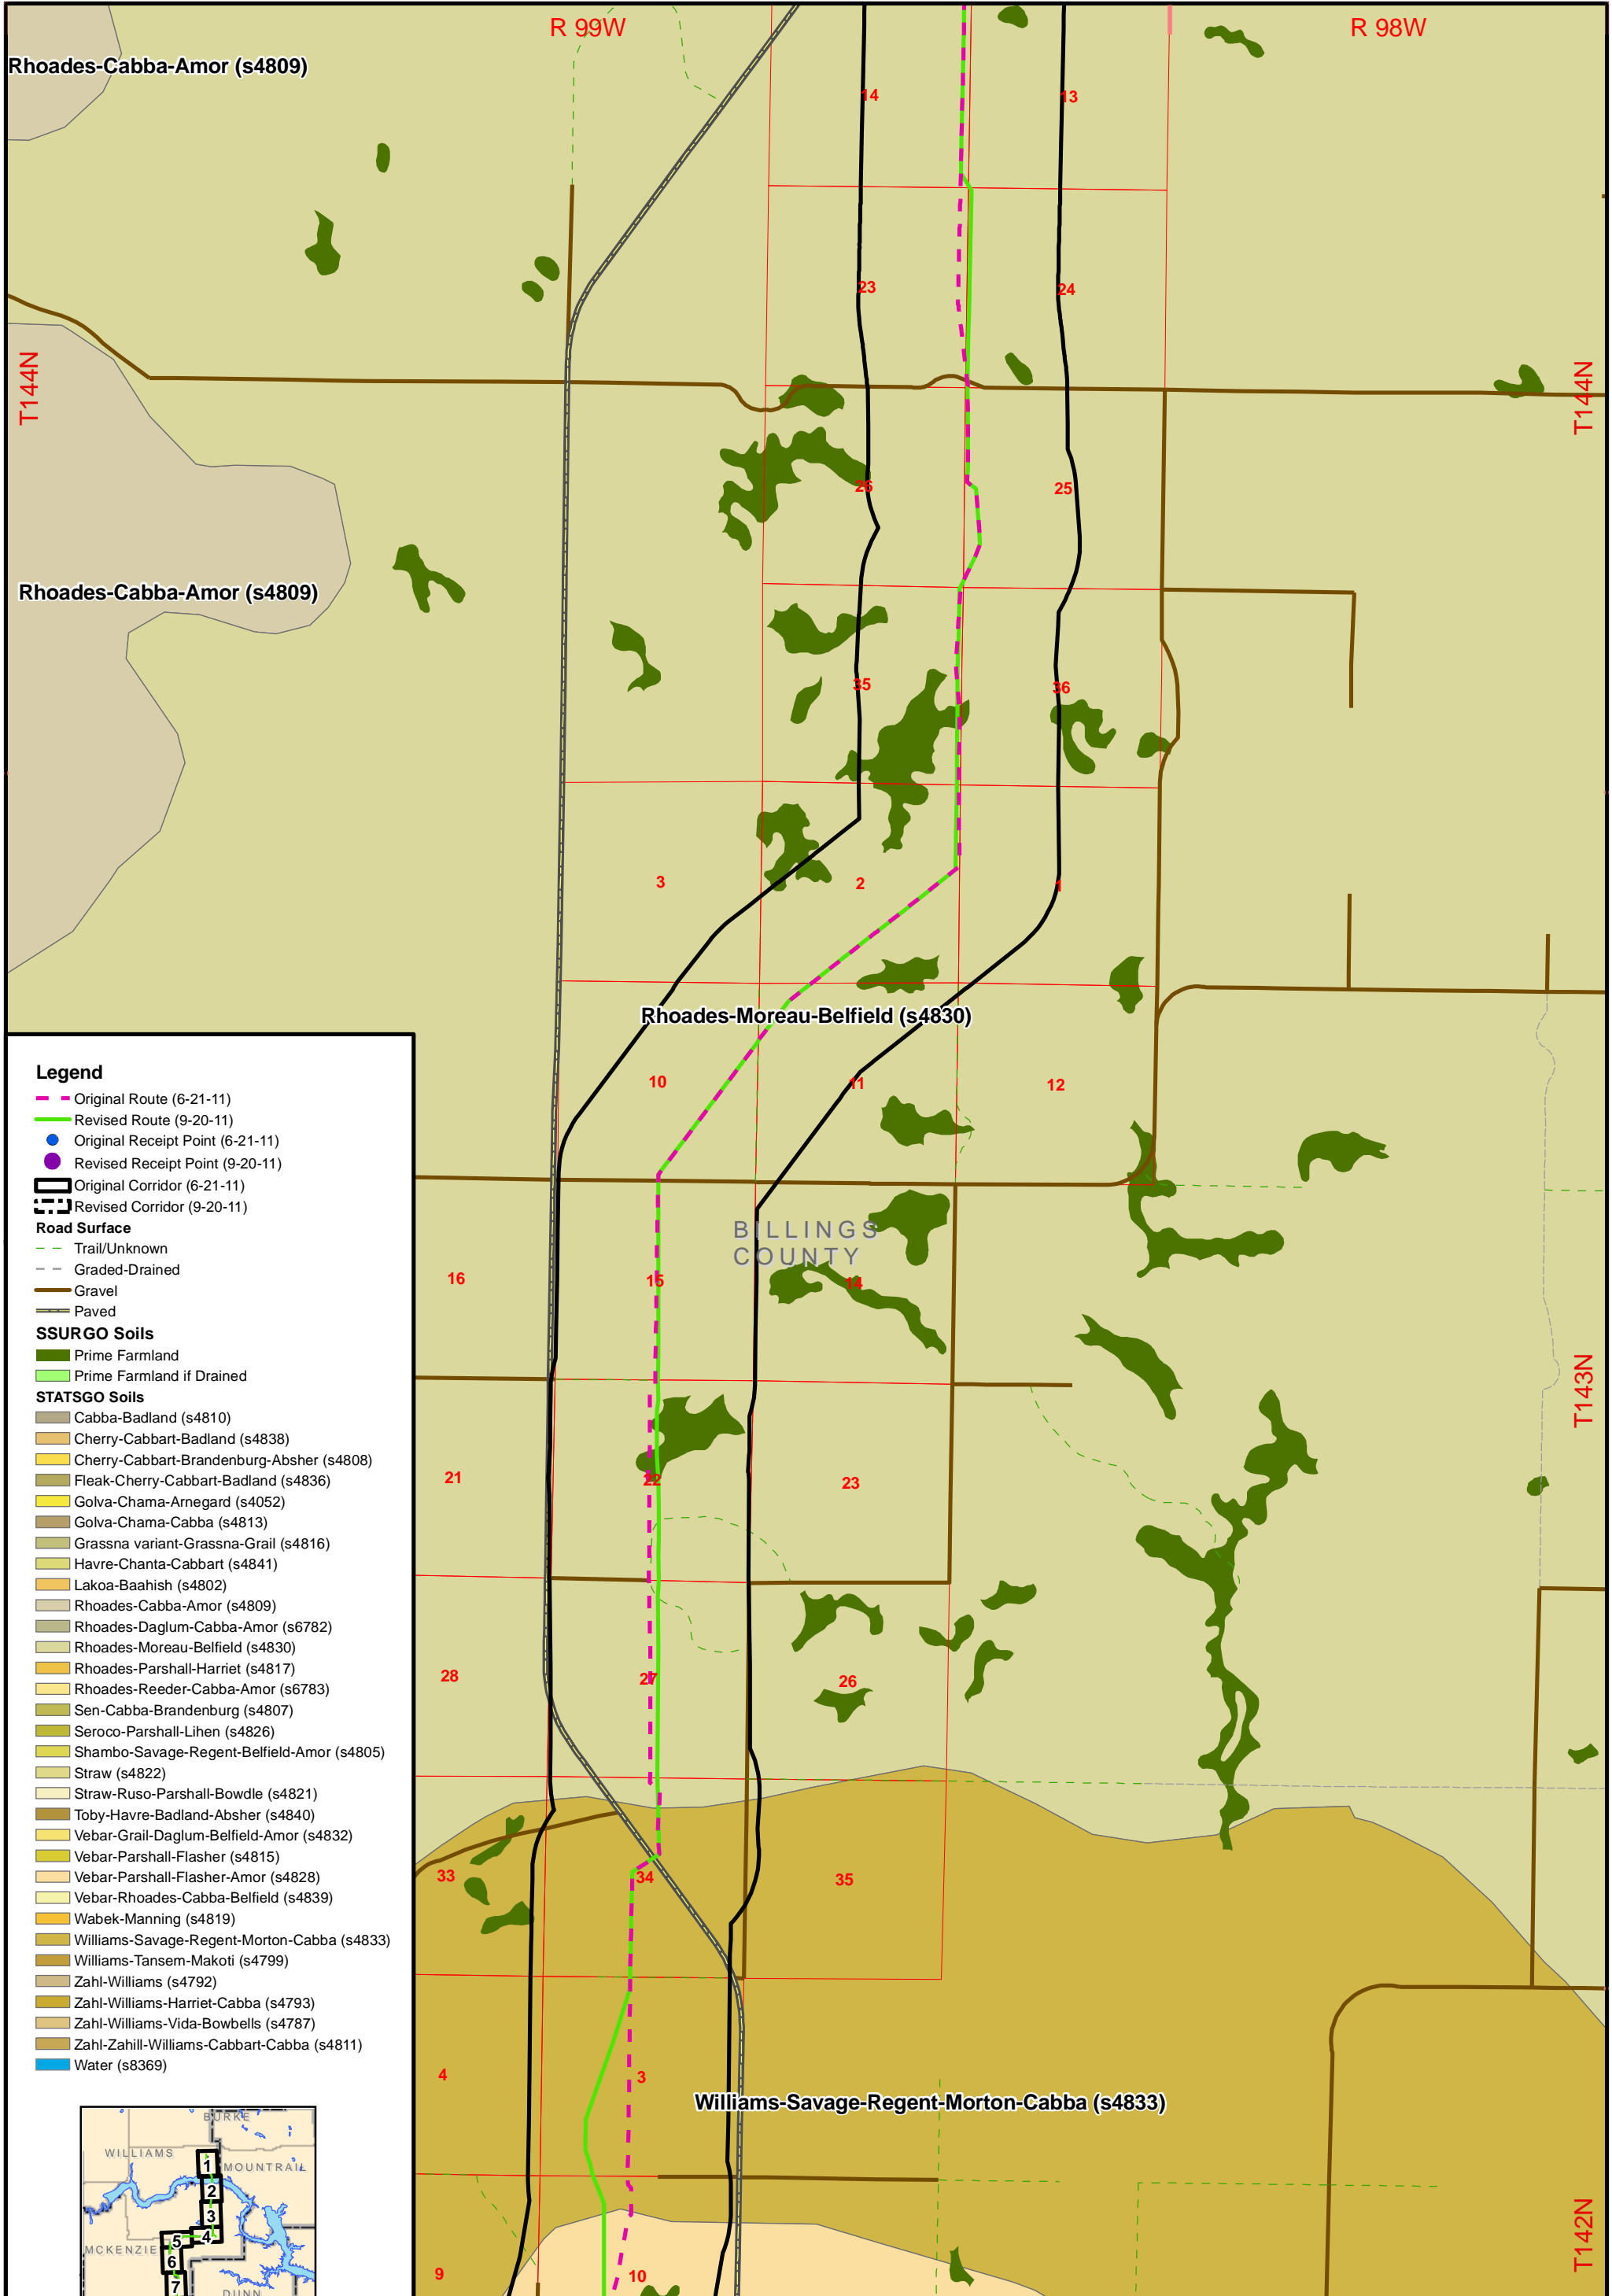 R 99W
R 98W
Rhoades-Cabba-Amor (s4809)
14
13
23
24
T144N
T144N
26
25
Rhoades-Cabba-Amor (s4809)
35
36
3
2
1
Rhoades-Moreau-Belfield (s4830)
10
11
12
BILLINGS
COUNTY
16
15
14
T143N
21
22
23
28
27
26
33
34
35
4
3
Williams-Savage-Regent-Morton-Cabba (s4833)
T142N
9
10
Legend
Original Route (6-21-11)
Revised Route (9-20-11)
Original Receipt Point (6-21-11)
Revised Receipt Point (9-20-11)
Original Corridor (6-21-11)
Revised Corridor (9-20-11)
Road Surface
Trail/Unknown
Graded-Drained
Gravel
Paved
SSURGO Soils
Prime Farmland
Prime Farmland if Drained
STATSGO Soils
Cabba-Badland (s4810)
Cherry-Cabbart-Badland (s4838)
Cherry-Cabbart-Brandenburg-Absher (s4808)
Fleak-Cherry-Cabbart-Badland (s4836)
Golva-Chama-Arnegard (s4052)
Golva-Chama-Cabba (s4813)
Grassna variant-Grassna-Grail (s4816)
Havre-Chanta-Cabbart (s4841)
Lakoa-Baahish (s4802)
Rhoades-Cabba-Amor (s4809)
Rhoades-Daglum-Cabba-Amor (s6782)
Rhoades-Moreau-Belfield (s4830)
Rhoades-Parshall-Harriet (s4817)
Rhoades-Reeder-Cabba-Amor (s6783)
Sen-Cabba-Brandenburg (s4807)
Seroco-Parshall-Lihen (s4826)
Shambo-Savage-Regent-Belfield-Amor (s4805)
Straw (s4822)
Straw-Ruso-Parshall-Bowdle (s4821)
Toby-Havre-Badland-Absher (s4840)
Vebar-Grail-Daglum-Belfield-Amor (s4832)
Vebar-Parshall-Flasher (s4815)
Vebar-Parshall-Flasher-Amor (s4828)
Vebar-Rhoades-Cabba-Belfield (s4839)
Wabek-Manning (s4819)
Williams-Savage-Regent-Morton-Cabba (s4833)
Williams-Tansem-Makoti (s4799)
Zahl-Williams (s4792)
Zahl-Williams-Harriet-Cabba (s4793)
Zahl-Williams-Vida-Bowbells (s4787)
Zahl-Zahill-Williams-Cabbart-Cabba (s4811)
Water (s8369)
BURKE
WILLIAMS
MOUNTRAIL
1
2
3
4
5
MCKENZIE
6
7
DUNN